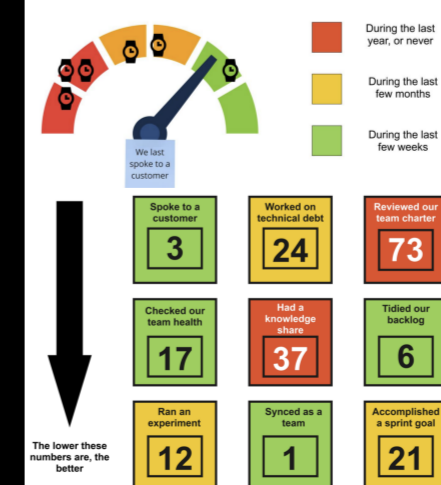 During the last
year, or never
During the last
few months
During the last
few weeks
We last
spoke to a
customer
Spoke to a
customer
3
Worked on
technical debt
24
Reviewed our
team charter
73
Checked our
team health
17
Had a
knowledge
share
37
Tidied our
backlog
6
Ran an
experiment
12
Synced as a
team
1
Accomplished
a sprint goal
21
The lower these
numbers are, the
better